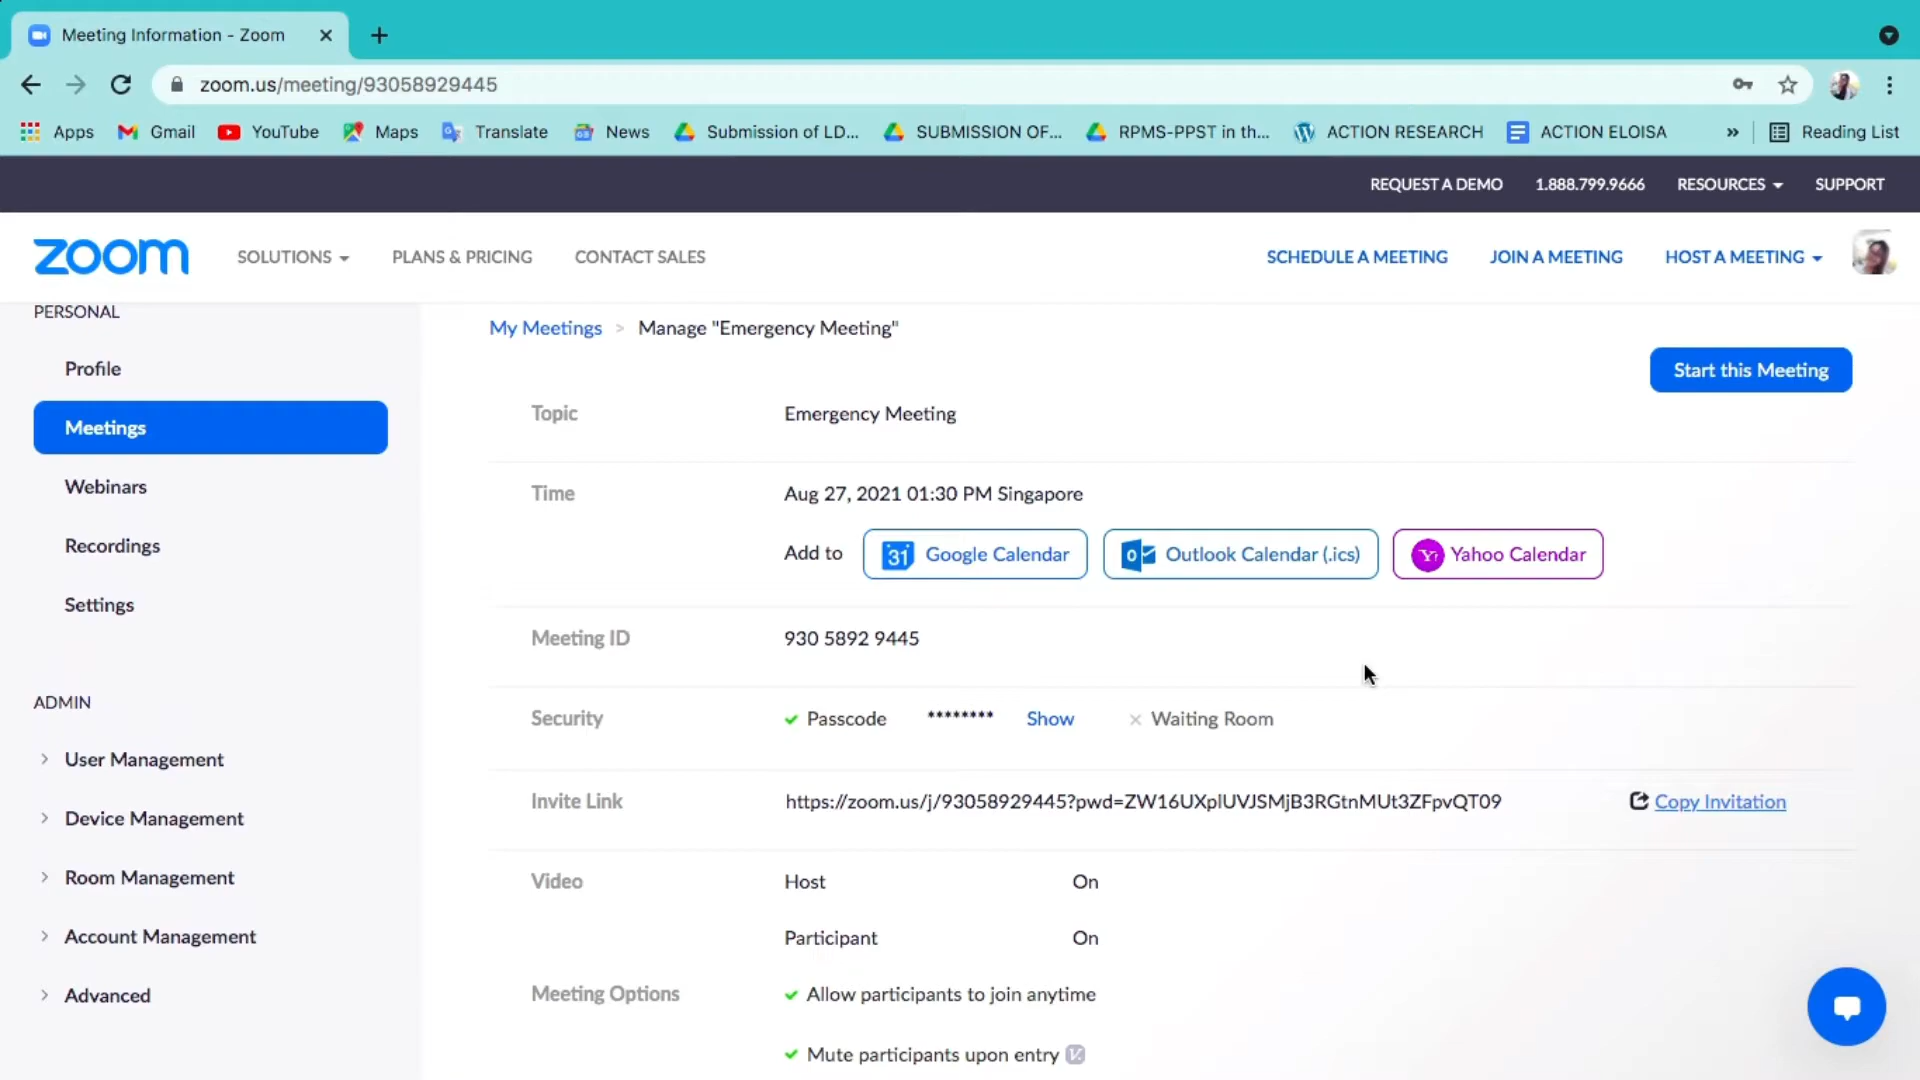 Meeting Information - Zoom
zoom.us/meeting/93058929445
Apps Gmail YouTube Maps Translate News Submission of LD... SUBMISSION OF... RPMS-PPST in th... ACTION RESEARCH ACTION ELOISA » Reading List
REQUEST A DEMO 1.888.799.9666 RESOURCES SUPPORT
zoom SOLUTIONS PLANS & PRICING CONTACT SALES SCHEDULE A MEETING JOIN A MEETING HOST A MEETING
PERSONAL
Profile
Meetings
Webinars
Recordings
Settings
ADMIN
User Management
Device Management
Room Management
Account Management
Advanced
My Meetings > Manage "Emergency Meeting"
Start this Meeting
Topic Emergency Meeting
Time Aug 27, 2021 01:30 PM Singapore
Add to 31 Google Calendar Outlook Calendar (.ics) Yahoo Calendar
Meeting ID 930 5892 9445
Security Passcode ******** Show Waiting Room
Invite Link https://zoom.us/j/93058929445?pwd=ZW16UXplUVJSMjB3RGtnMUt3ZFpvQT09 Copy Invitation
Video Host On
Participant On
Meeting Options Allow participants to join anytime
Mute participants upon entry